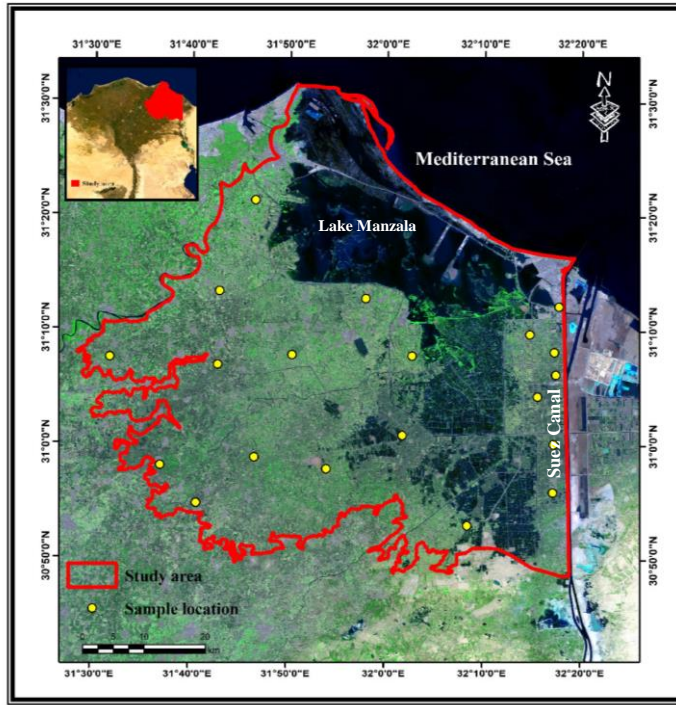 31°30'0"E 31°40'0"E 31°50'0"E 32°0'0"E 32°10'0"E 32°20'0"E
31°30'0"N
31°20'0"N
31°10'0"N
31°0'0"N
30°50'0"N
Study area
N
31°30'0"N
31°20'0"N
31°10'0"N
31°0'0"N
30°50'0"N
Mediterranean Sea
Lake Manzala
Suez Canal
Study area
Sample location
0 5 10 20
km
31°30'0"E 31°40'0"E 31°50'0"E 32°0'0"E 32°10'0"E 32°20'0"E